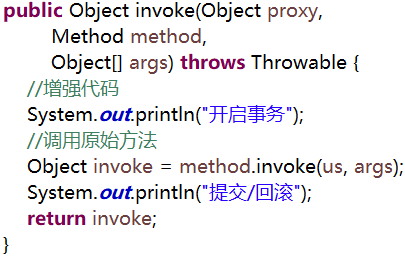 public Object invoke(Object proxy,
Method method,
Object[] args) throws Throwable {
//增强代码
System.out.println("开启事务");
//调用原始方法
Object invoke = method.invoke(us, args);
System.out.println("提交/回滚");
return invoke;
}